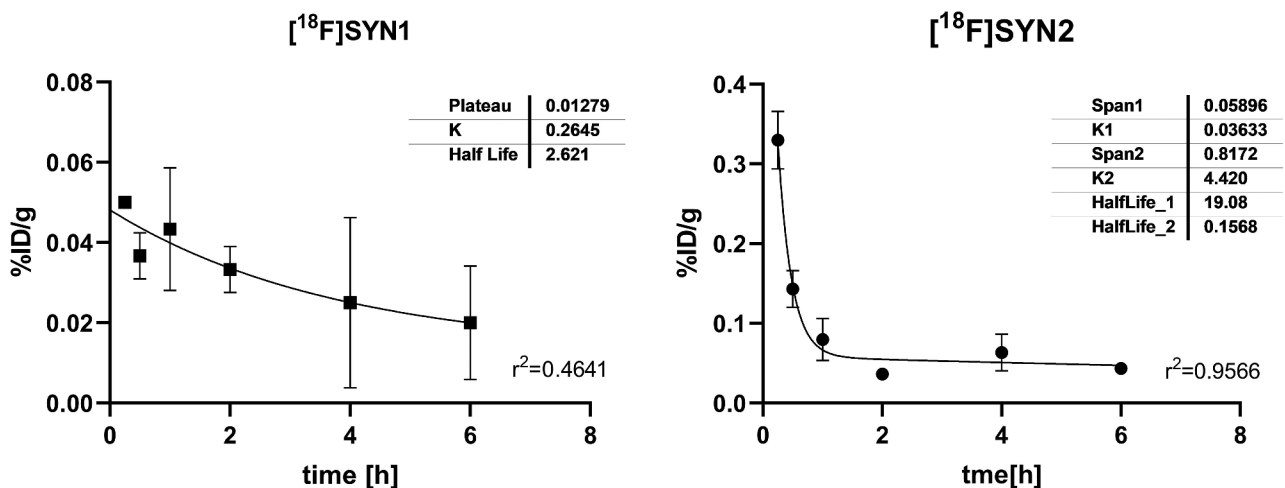 [¹⁸F]SYN1
%ID/g
0.08
0.06
0.04
0.02
0.00
0 2 4 6 8
time [h]
Plateau 0.01279
K 0.2645
Half Life 2.621
r²=0.4641
[¹⁸F]SYN2
%ID/g
0.4
0.3
0.2
0.1
0.0
0 2 4 6 8
tme[h]
Span1 0.05896
K1 0.03633
Span2 0.8172
K2 4.420
HalfLife_1 19.08
HalfLife_2 0.1568
r²=0.9566